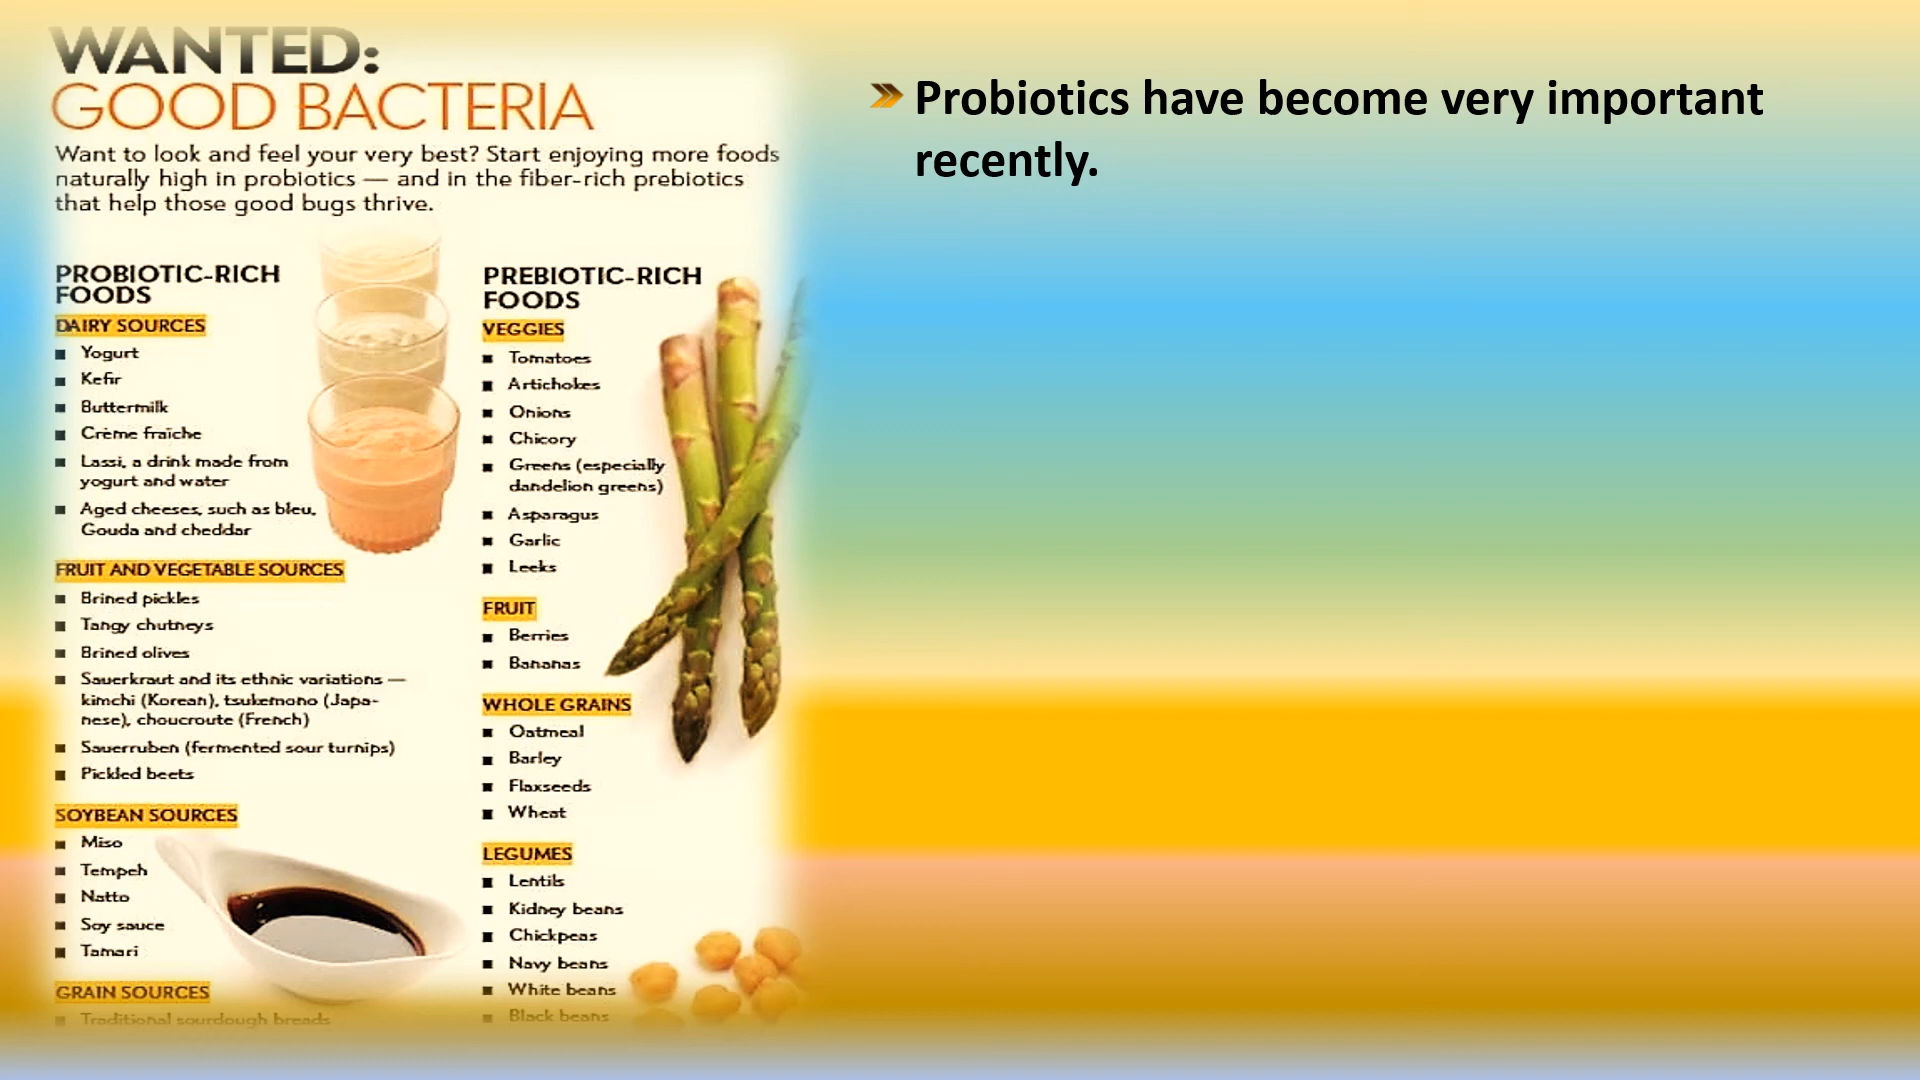 WANTED:
GOOD BACTERIA
Want to look and feel your very best? Start enjoying more foods
naturally high in probiotics — and in the fiber-rich prebiotics
that help those good bugs thrive.
PROBIOTIC-RICH
FOODS
DAIRY SOURCES
Yogurt
Kefir
Buttermilk
Crème fraîche
Lassi, a drink made from
yogurt and water
Aged cheeses, such as bleu,
Gouda and cheddar
FRUIT AND VEGETABLE SOURCES
Brined pickles
Tangy chutneys
Brined olives
Sauerkraut and its ethnic variations —
kimchi (Korean), tsukemono (Japa-
nese), choucroute (French)
Sauerruben (fermented sour turnips)
Pickled beets
SOYBEAN SOURCES
Miso
Tempeh
Natto
Soy sauce
Tamari
GRAIN SOURCES
Traditional sourdough breads
PREBIOTIC-RICH
FOODS
VEGGIES
Tomatoes
Artichokes
Onions
Chicory
Greens (especially
dandelion greens)
Asparagus
Garlic
Leeks
FRUIT
Berries
Bananas
WHOLE GRAINS
Oatmeal
Barley
Flaxseeds
Wheat
LEGUMES
Lentils
Kidney beans
Chickpeas
Navy beans
White beans
Black beans
Probiotics have become very important
recently.